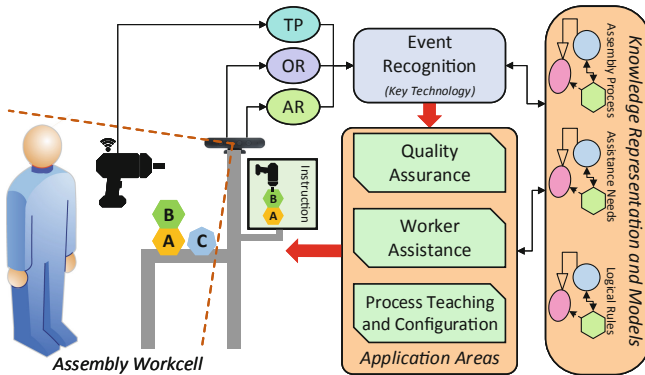 TP
OR
AR
Event
Recognition
(Key Technology)
Quality
Assurance
Worker
Assistance
Process Teaching
and Configuration
Application Areas
Instruction
B
A
B
A
C
Assembly Workcell
Knowledge Representation and Models
Assembly Process
Assistance Needs
Logical Rules